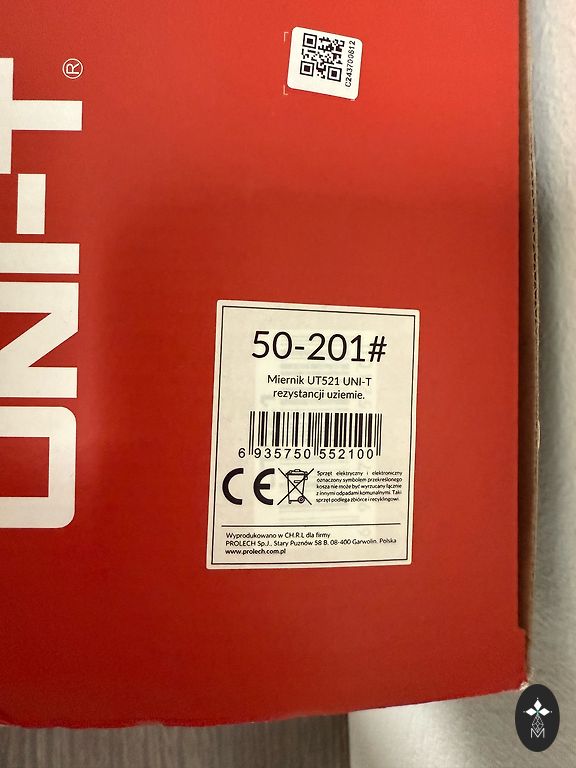 UNI-T®
C243700612
50-201#
Miernik UT521 UNI-T
rezystancji uziemie.
6 935750 552100
CE
Sprzęt elektryczny i elektroniczny
oznaczony symbolem przekreślonego
kosza nie może być wyrzucany łącznie
z innymi odpadami komunalnymi. Taki
sprzęt podlega zbiórce i recyklingowi.
Wyprodukowano w CH.R.L dla firmy
PROLECH Sp.J., Stary Puznów 58 B, 08-400 Garwolin, Polska
www.prolech.com.pl
M